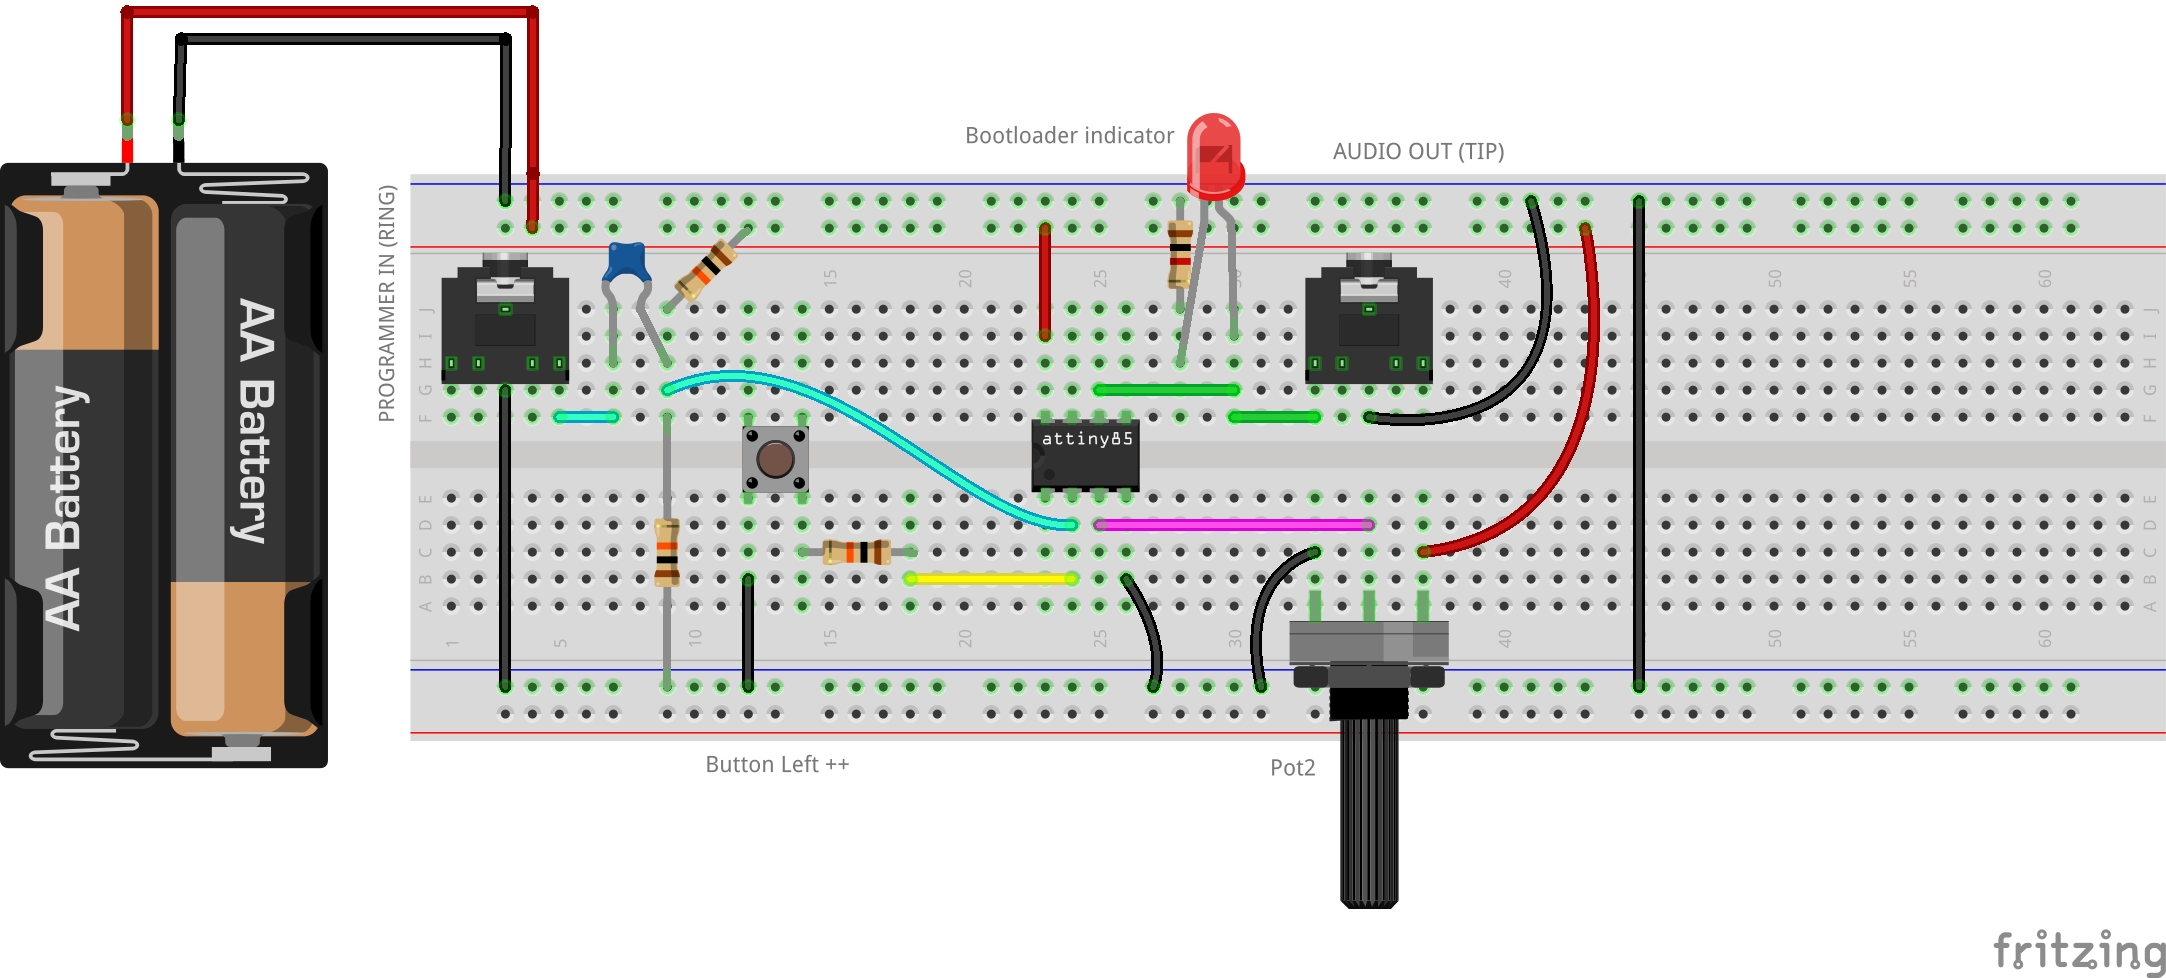 Bootloader indicator
AUDIO OUT (TIP)
PROGRAMMER IN (RING)
AA Battery
AA Battery
15 20 25 30 40 50 55 60
J J
I I
H H
G G
F F
attiny85
E E
D D
C C
B B
A A
1 5 10 15 20 25 30 40 50 55 60
Button Left ++
Pot2
fritzing